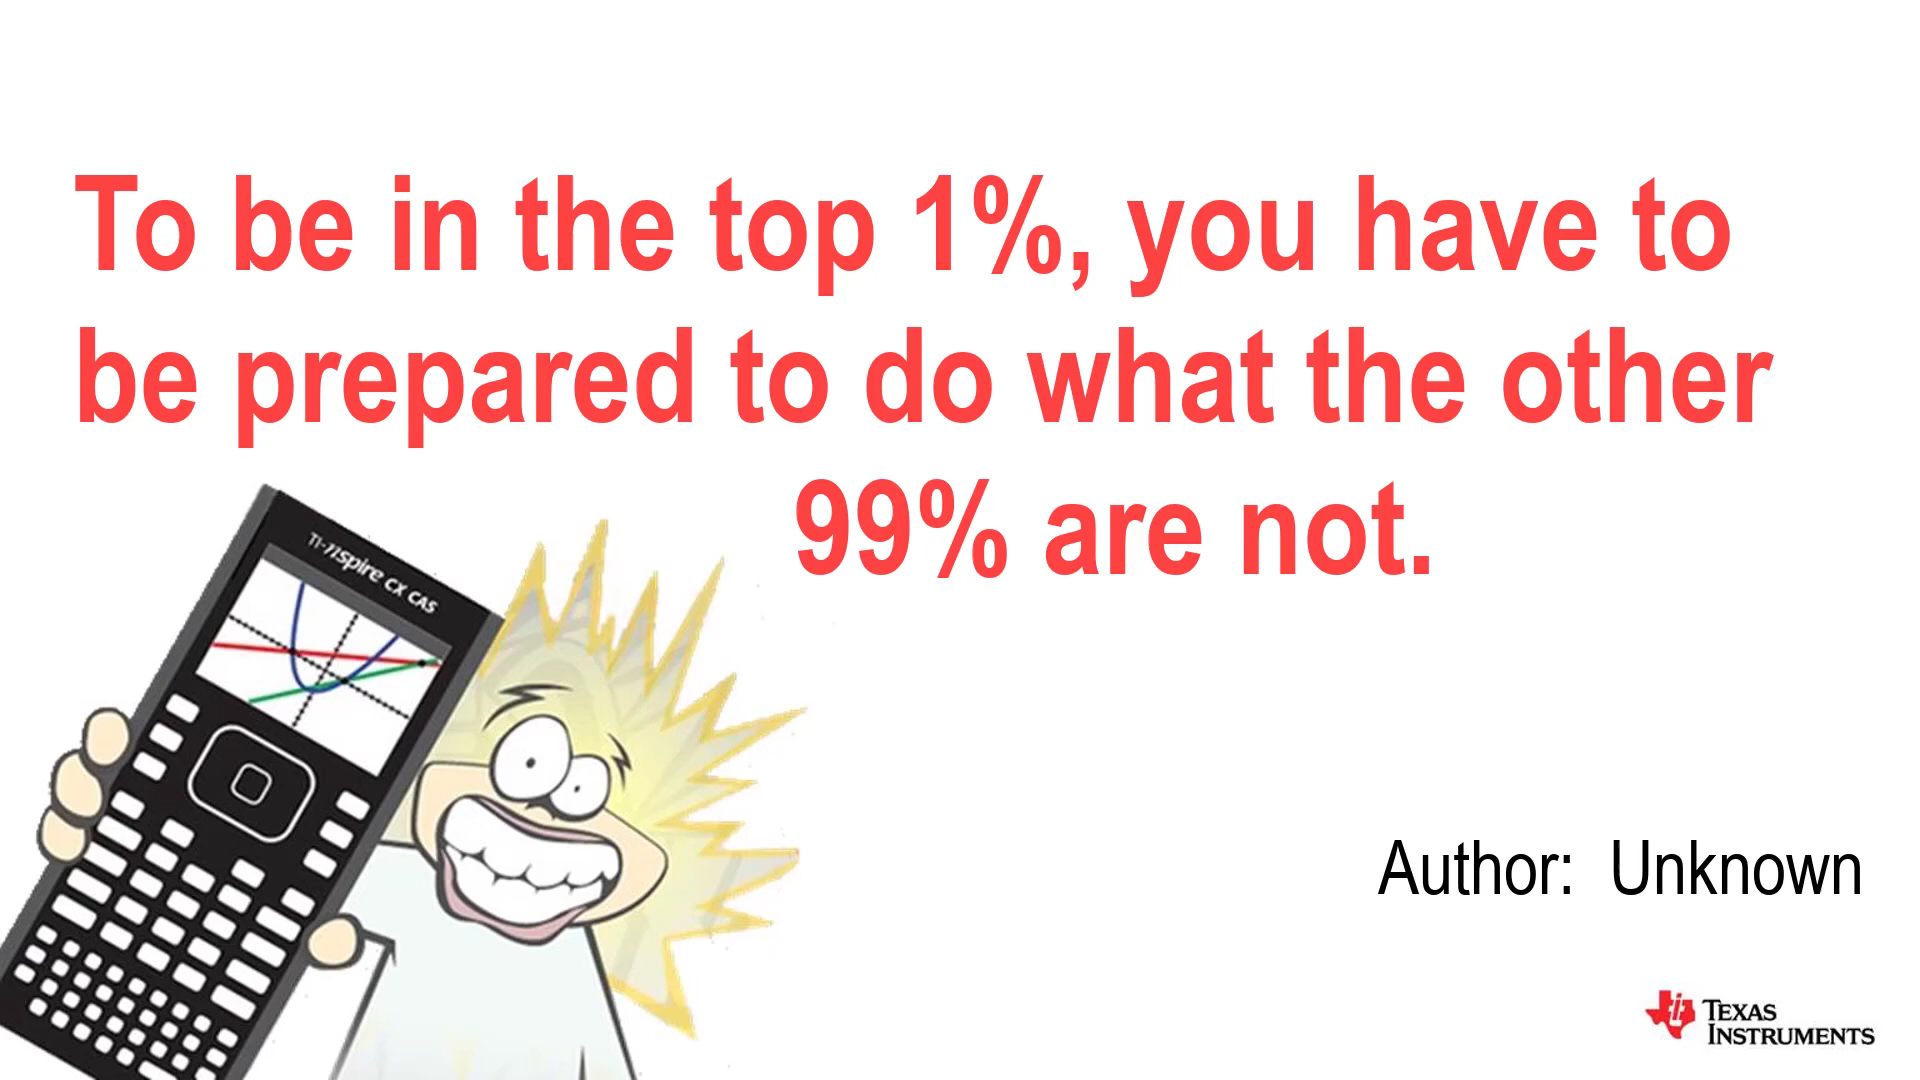 To be in the top 1%, you have to
be prepared to do what the other
99% are not.
TI-nspire CX CAS
Author: Unknown
TEXAS
INSTRUMENTS